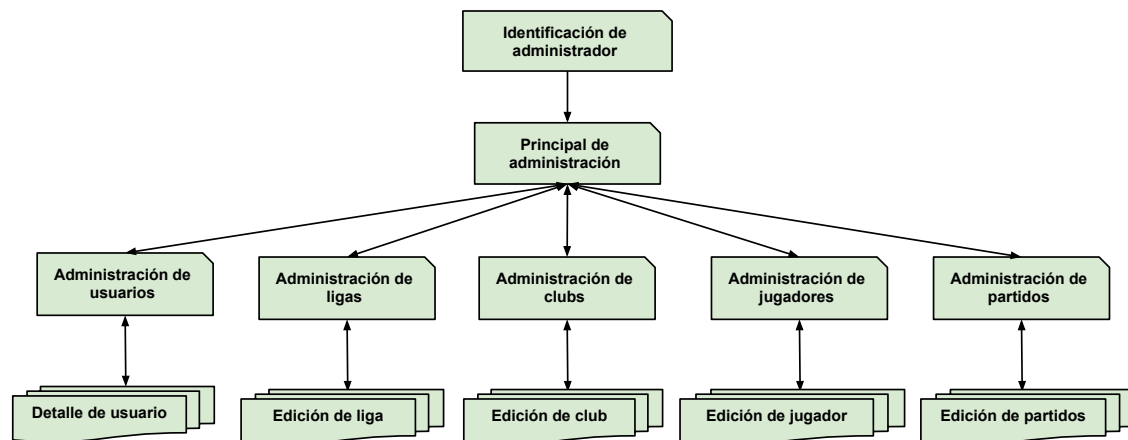 Identificación de
administrador
Principal de
administración
Administración de
usuarios
Administración de
ligas
Administración de
clubs
Administración de
jugadores
Administración de
partidos
Detalle de usuario
Edición de liga
Edición de club
Edición de jugador
Edición de partidos